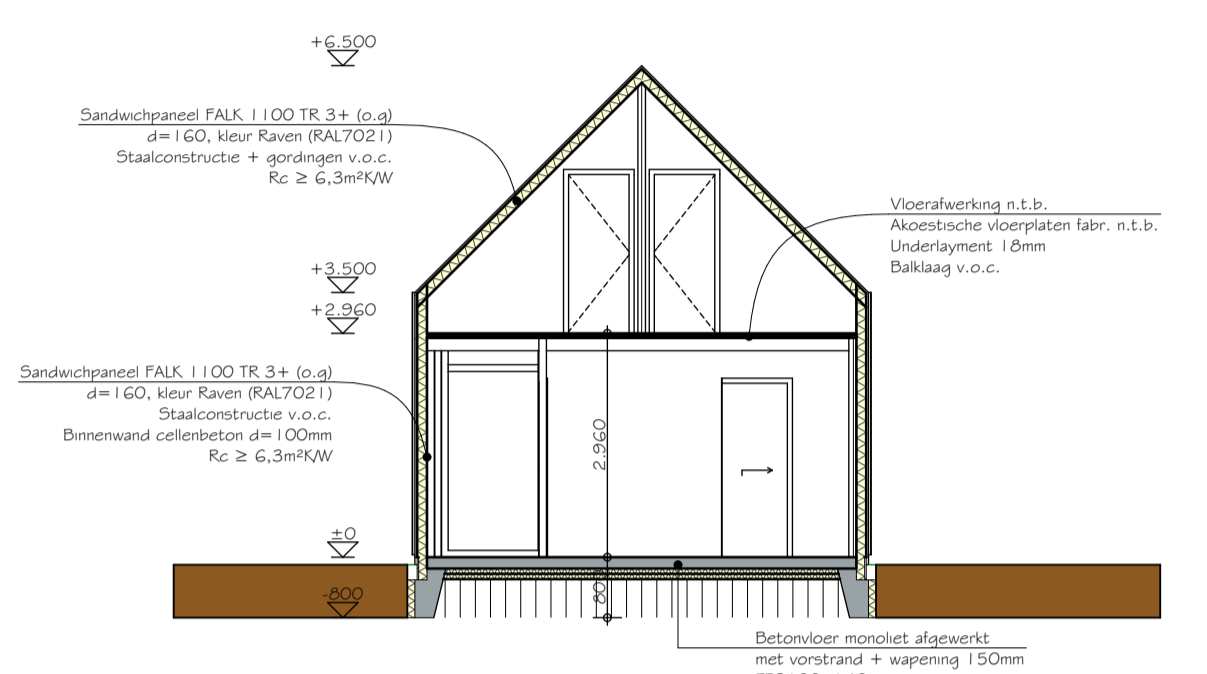 +6.500
Sandwichpaneel FALK 1100 TR 3+ (o.g)
d=160, kleur Raven (RAL7021)
Staalconstructie + gordingen v.o.c.
Rc ≥ 6,3m²K/W
Vloerafwerking n.t.b.
Akoestische vloerplaten fabr. n.t.b.
Underlayment 18mm
Balklaag v.o.c.
+3.500
+2.960
Sandwichpaneel FALK 1100 TR 3+ (o.g)
d=160, kleur Raven (RAL7021)
Staalconstructie v.o.c.
Binnenwand cellenbeton d=100mm
Rc ≥ 6,3m²K/W
2.960
±0
-800
Betonvloer monoliet afgewerkt
met vorstrand + wapening 150mm